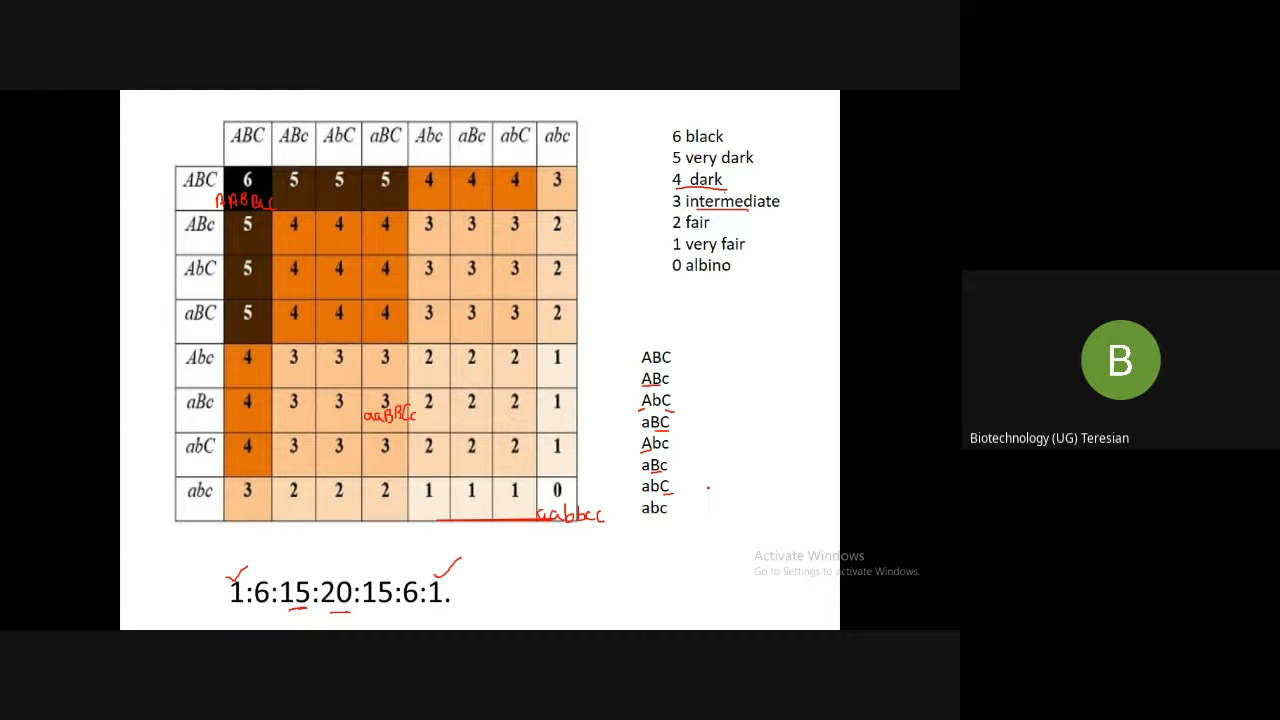 ABC ABc AbC aBC Abc aBc abC abc
ABC 6 5 5 5 4 4 4 3
AABBCC
ABc 5 4 4 4 3 3 3 2
AbC 5 4 4 4 3 3 3 2
aBC 5 4 4 4 3 3 3 2
Abc 4 3 3 3 2 2 2 1
aBc 4 3 3 3 2 2 2 1
aaBBCc
abC 4 3 3 3 2 2 2 1
abc 3 2 2 2 1 1 1 0
aabbcc
1:6:15:20:15:6:1.
6 black
5 very dark
4 dark
3 intermediate
2 fair
1 very fair
0 albino
ABC
ABc
AbC
aBC
Abc
aBc
abC
abc
Activate Windows
Go to Settings to activate Windows.
B
Biotechnology (UG) Teresian